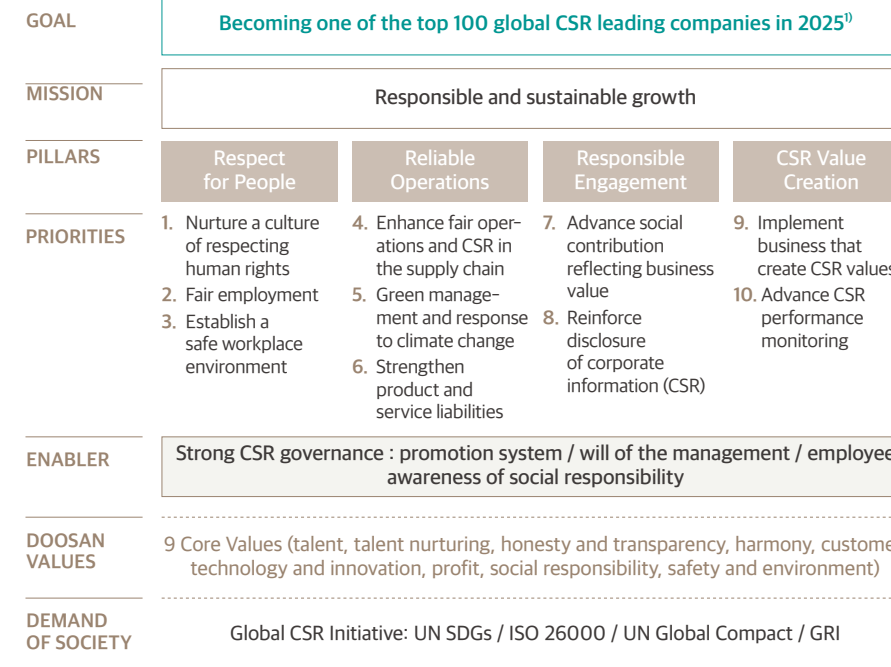 GOAL
Becoming one of the top 100 global CSR leading companies in 2025¹⁾
MISSION
Responsible and sustainable growth
PILLARS
Respect
for People
Reliable
Operations
Responsible
Engagement
CSR Value
Creation
PRIORITIES
1. Nurture a culture
of respecting
human rights
2. Fair employment
3. Establish a
safe workplace
environment
4. Enhance fair oper-
ations and CSR in
the supply chain
5. Green manage-
ment and response
to climate change
6. Strengthen
product and
service liabilities
7. Advance social
contribution
reflecting business
value
8. Reinforce
disclosure
of corporate
information (CSR)
9. Implement
business that
create CSR values
10. Advance CSR
performance
monitoring
ENABLER
Strong CSR governance : promotion system / will of the management / employee
awareness of social responsibility
DOOSAN
VALUES
9 Core Values (talent, talent nurturing, honesty and transparency, harmony, custome
technology and innovation, profit, social responsibility, safety and environment)
DEMAND
OF SOCIETY
Global CSR Initiative: UN SDGs / ISO 26000 / UN Global Compact / GRI